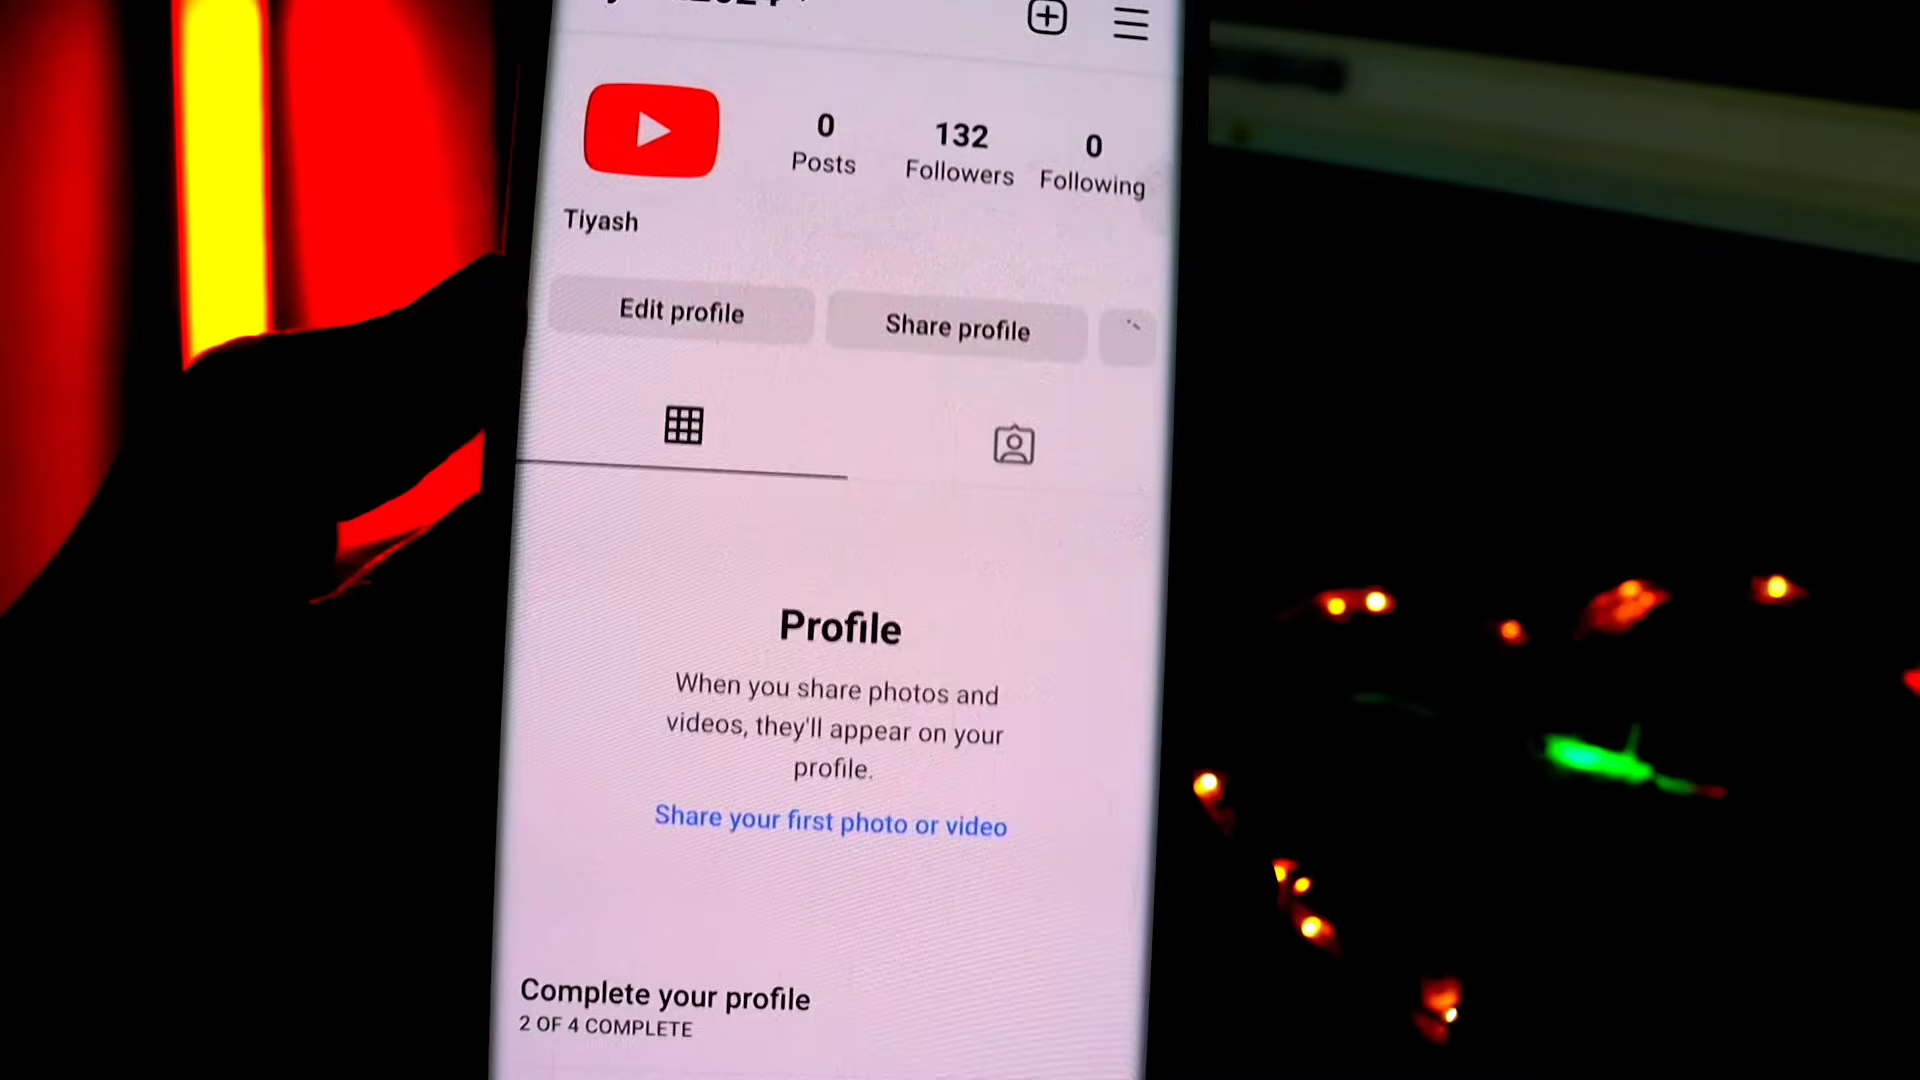 0
Posts
132
Followers
0
Following
Tiyash
Edit profile
Share profile
Profile
When you share photos and
videos, they'll appear on your
profile.
Share your first photo or video
Complete your profile
2 OF 4 COMPLETE